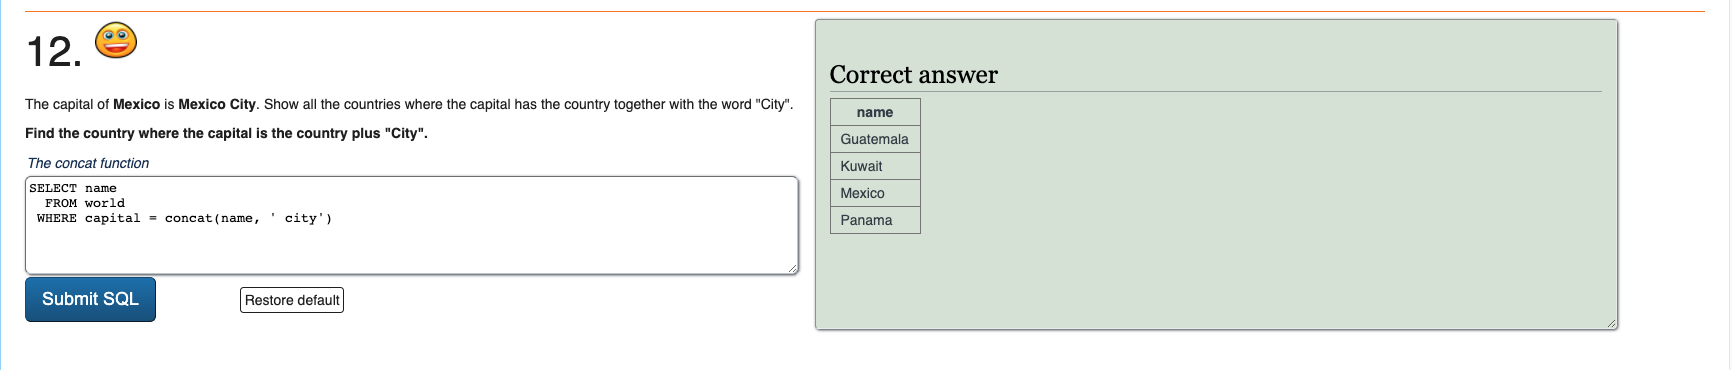 12.
The capital of Mexico is Mexico City. Show all the countries where the capital has the country together with the word "City".
Find the country where the capital is the country plus "City".
The concat function
SELECT name
  FROM world
 WHERE capital = concat(name, ' city')
Submit SQL
Restore default
Correct answer
name
Guatemala
Kuwait
Mexico
Panama